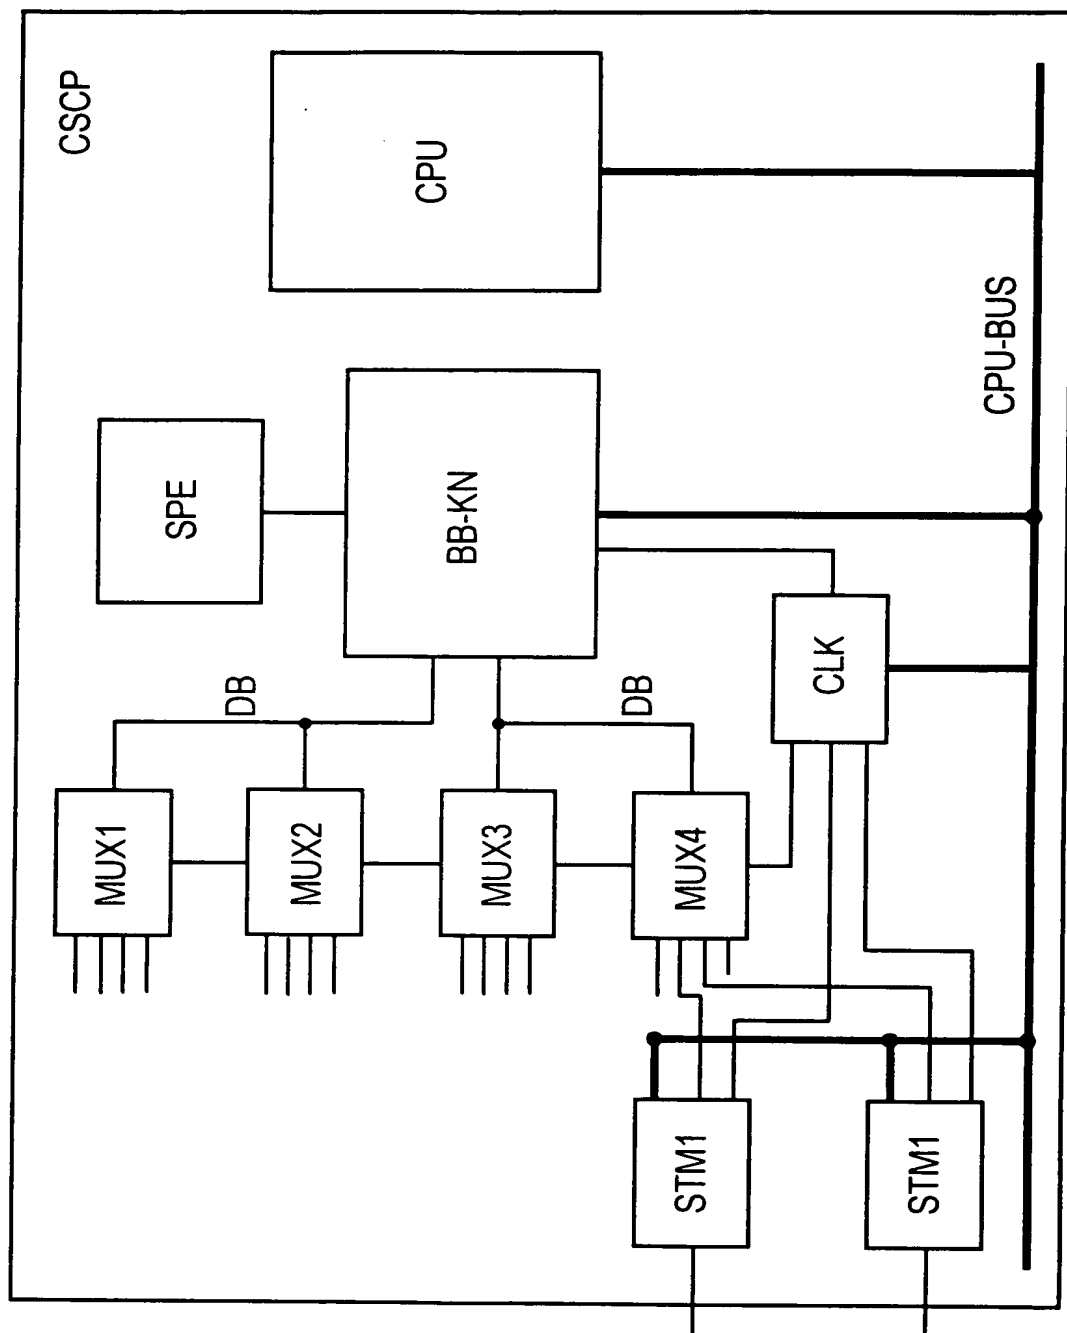 CSCP
CPU
SPE
BB-KN
CPU-BUS
DB
DB
CLK
MUX1
MUX2
MUX3
MUX4
STM1
STM1